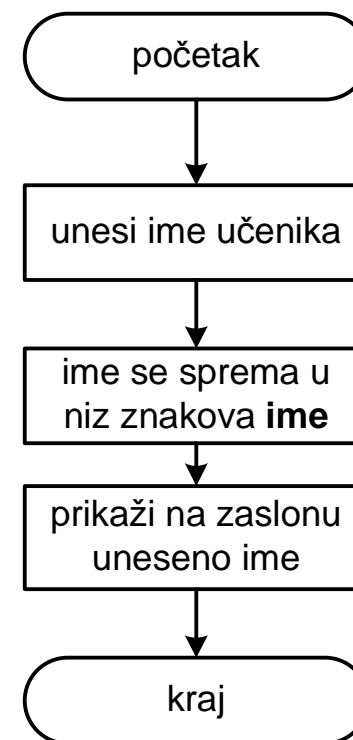 početak
unesi ime učenika
ime se sprema u
niz znakova ime
prikaži na zaslonu
uneseno ime
kraj